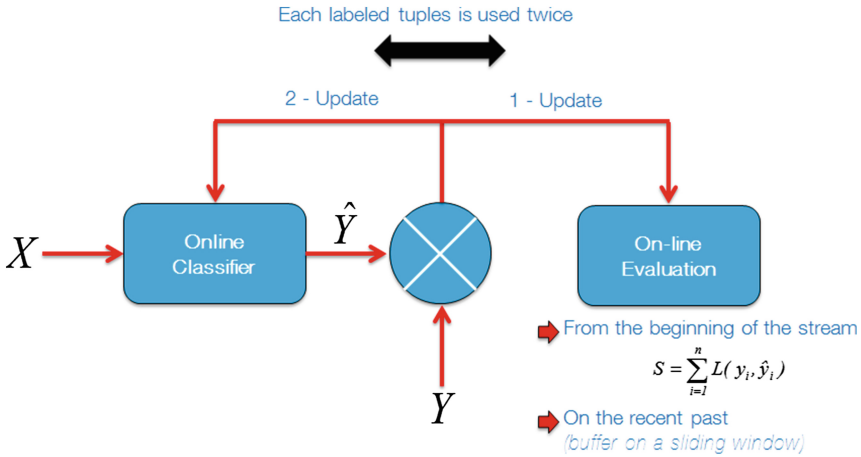 Each labeled tuples is used twice
2 - Update
1 - Update
X
Online
Classifier
Ŷ
On-line
Evaluation
Y
From the beginning of the stream
S = \sum_{i=1}^{n} L( y_i, ŷ_i )
On the recent past
(buffer on a sliding window)